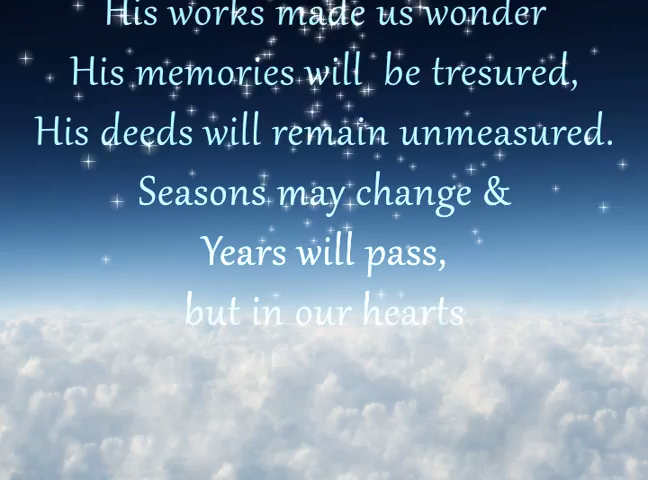 His works made us wonder
His memories will be tresured,
His deeds will remain unmeasured.
Seasons may change &
Years will pass,
but in our hearts